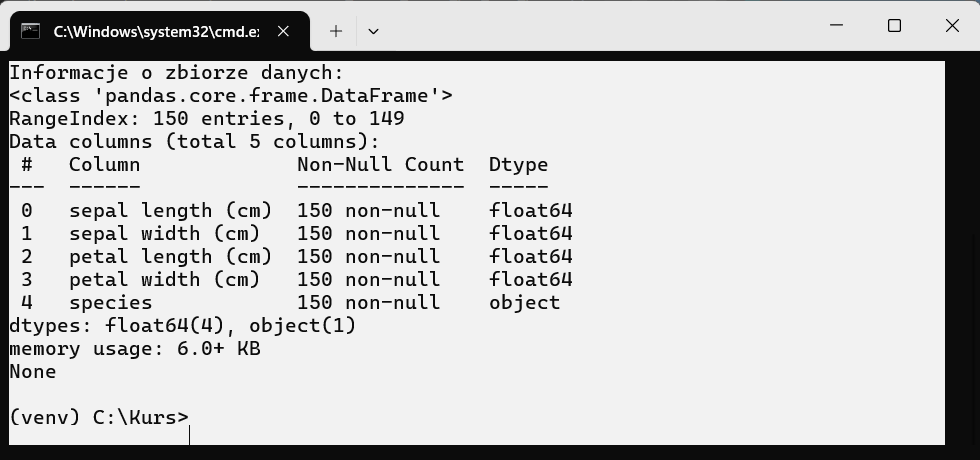 C:\Windows\system32\cmd.e
Informacje o zbiorze danych:
<class 'pandas.core.frame.DataFrame'>
RangeIndex: 150 entries, 0 to 149
Data columns (total 5 columns):
 #   Column             Non-Null Count  Dtype
---  ------             --------------  -----
 0   sepal length (cm)  150 non-null    float64
 1   sepal width (cm)   150 non-null    float64
 2   petal length (cm)  150 non-null    float64
 3   petal width (cm)   150 non-null    float64
 4   species            150 non-null    object
dtypes: float64(4), object(1)
memory usage: 6.0+ KB
None
(venv) C:\Kurs>